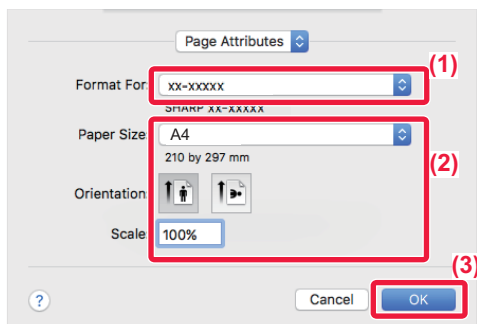 Page Attributes
(1)
Format For: xx-xxxxx
SHARP xx-xxxxx
Paper Size: A4
210 by 297 mm
(2)
Orientation:
Scale: 100%
(3)
? Cancel OK